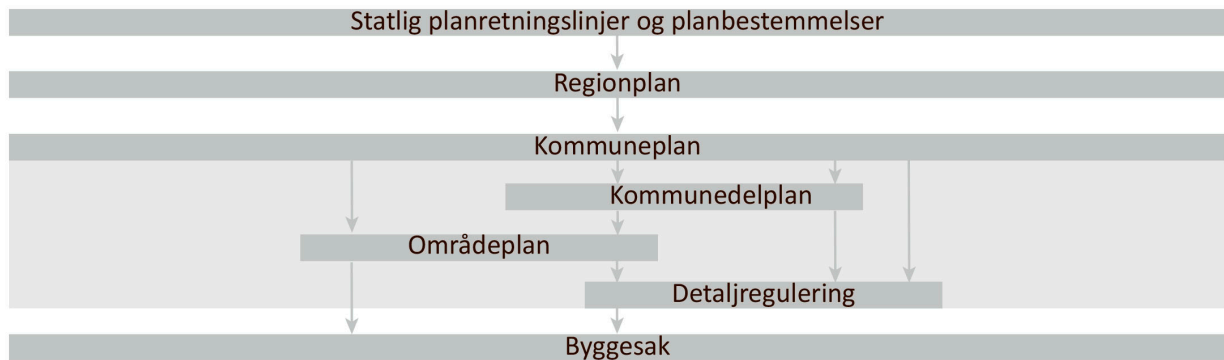 Statlig planretningslinjer og planbestemmelser
Regionplan
Kommuneplan
Kommunedelplan
Områdeplan
Detaljregulering
Byggesak